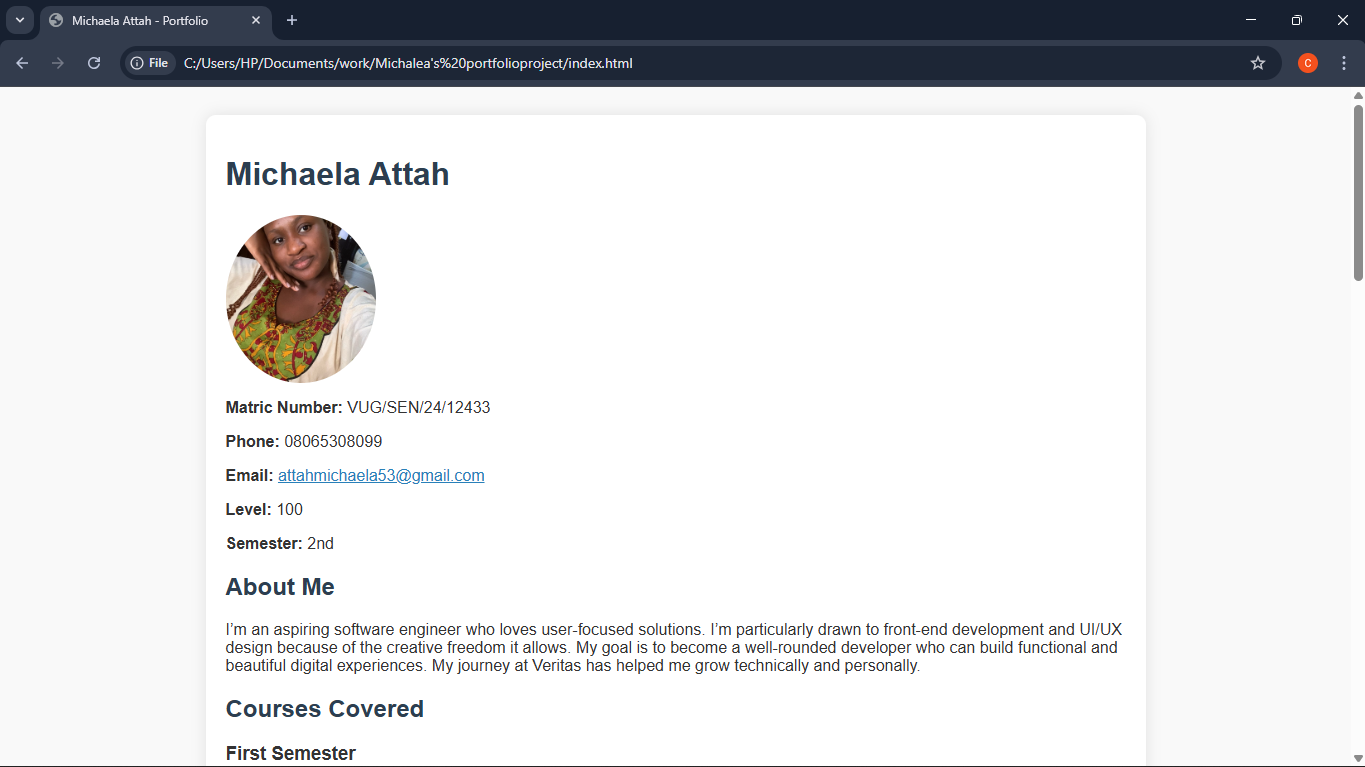 Michaela Attah - Portfolio
File
C:/Users/HP/Documents/work/Michalea's%20portfolioproject/index.html
C
Michaela Attah
Matric Number: VUG/SEN/24/12433
Phone: 08065308099
Email: attahmichaela53@gmail.com
Level: 100
Semester: 2nd
About Me
I’m an aspiring software engineer who loves user-focused solutions. I’m particularly drawn to front-end development and UI/UX
design because of the creative freedom it allows. My goal is to become a well-rounded developer who can build functional and
beautiful digital experiences. My journey at Veritas has helped me grow technically and personally.
Courses Covered
First Semester